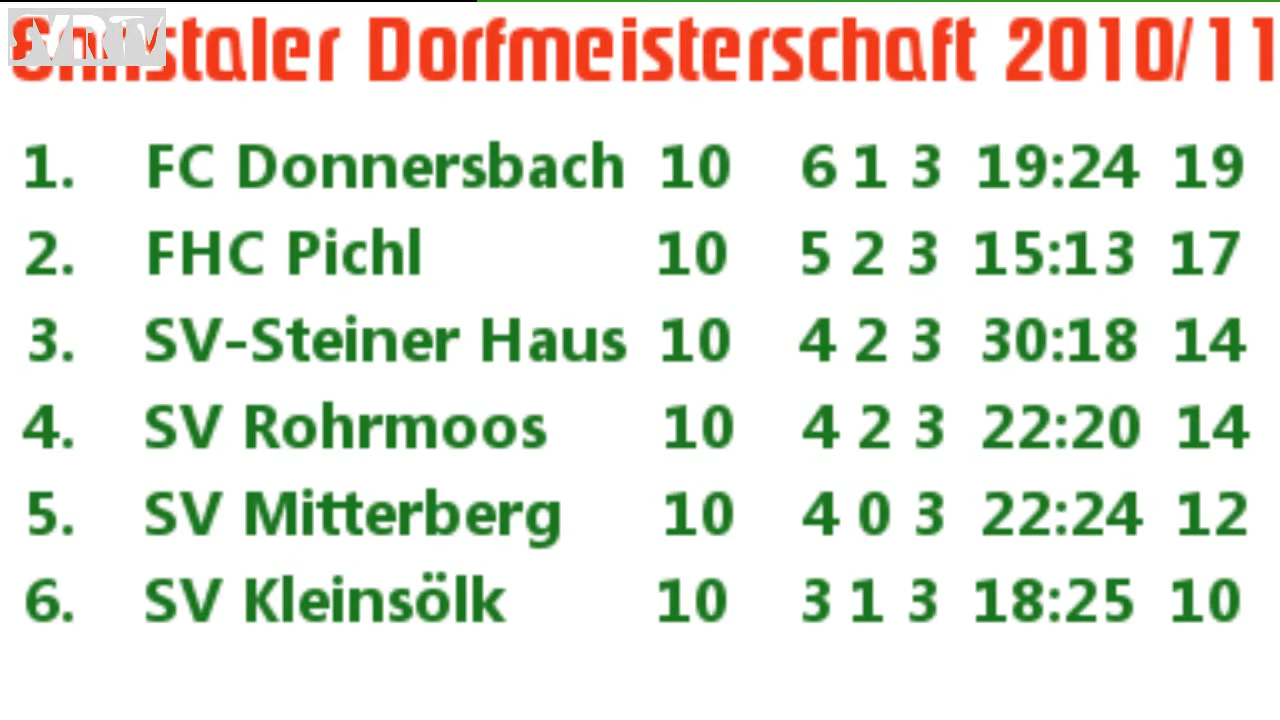 SVRTV
Ennstaler Dorfmeisterschaft 2010/11
1. FC Donnersbach 10 6 1 3 19:24 19
2. FHC Pichl 10 5 2 3 15:13 17
3. SV-Steiner Haus 10 4 2 3 30:18 14
4. SV Rohrmoos 10 4 2 3 22:20 14
5. SV Mitterberg 10 4 0 3 22:24 12
6. SV Kleinsölk 10 3 1 3 18:25 10